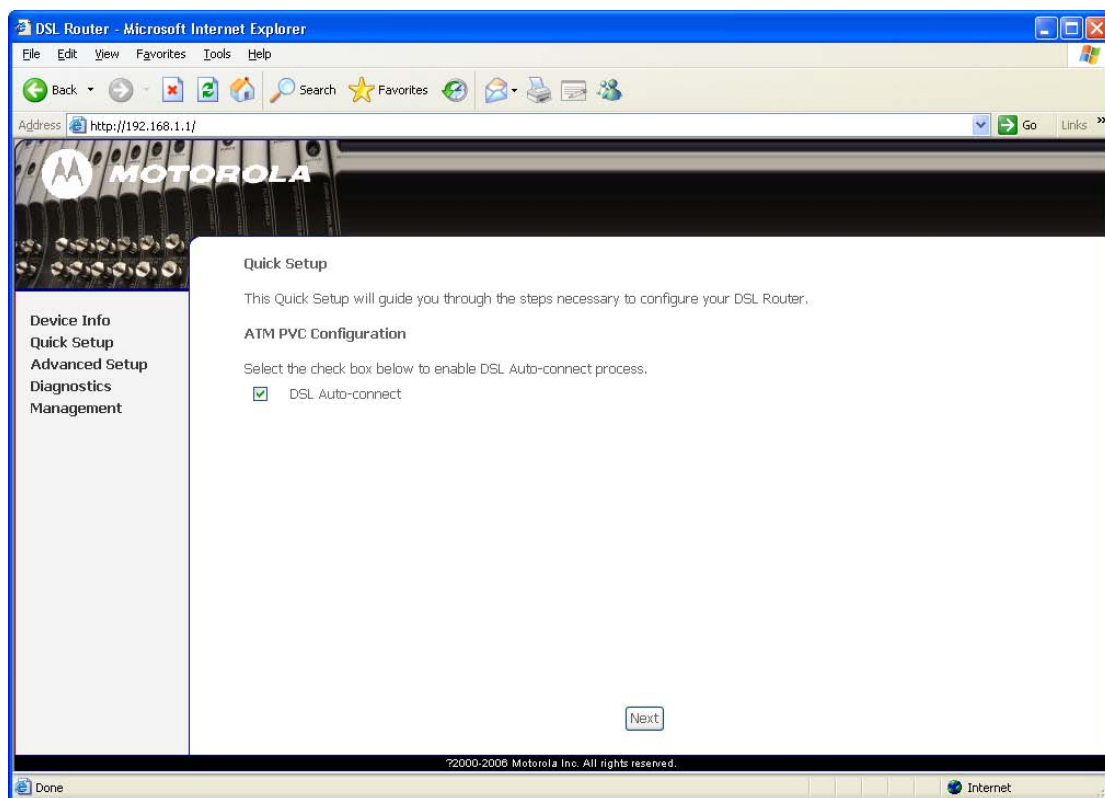 DSL Router - Microsoft Internet Explorer
File Edit View Favorites Tools Help
Back Search Favorites
Address http://192.168.1.1/ Go Links »
MOTOROLA
Quick Setup
This Quick Setup will guide you through the steps necessary to configure your DSL Router.
Device Info
Quick Setup
Advanced Setup
Diagnostics
Management
ATM PVC Configuration
Select the check box below to enable DSL Auto-connect process.
DSL Auto-connect
Next
?2000-2006 Motorola Inc. All rights reserved.
Done Internet